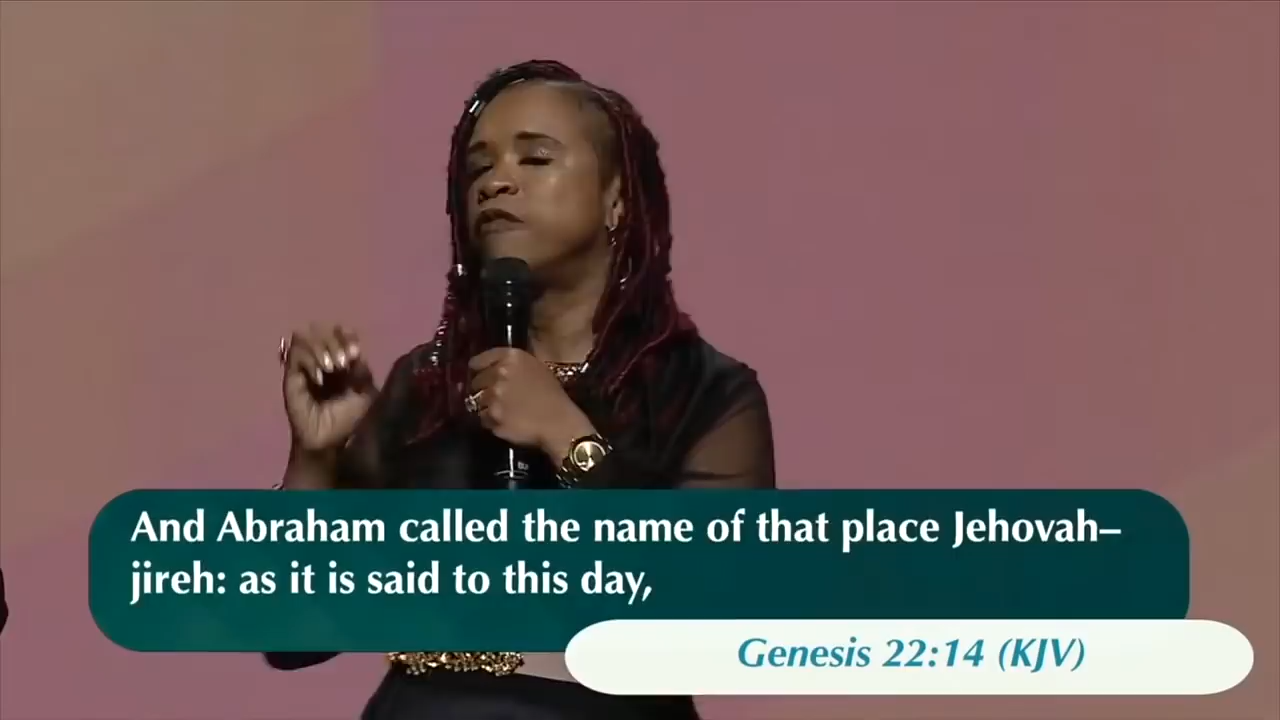 And Abraham called the name of that place Jehovah–
jireh: as it is said to this day,
Genesis 22:14 (KJV)